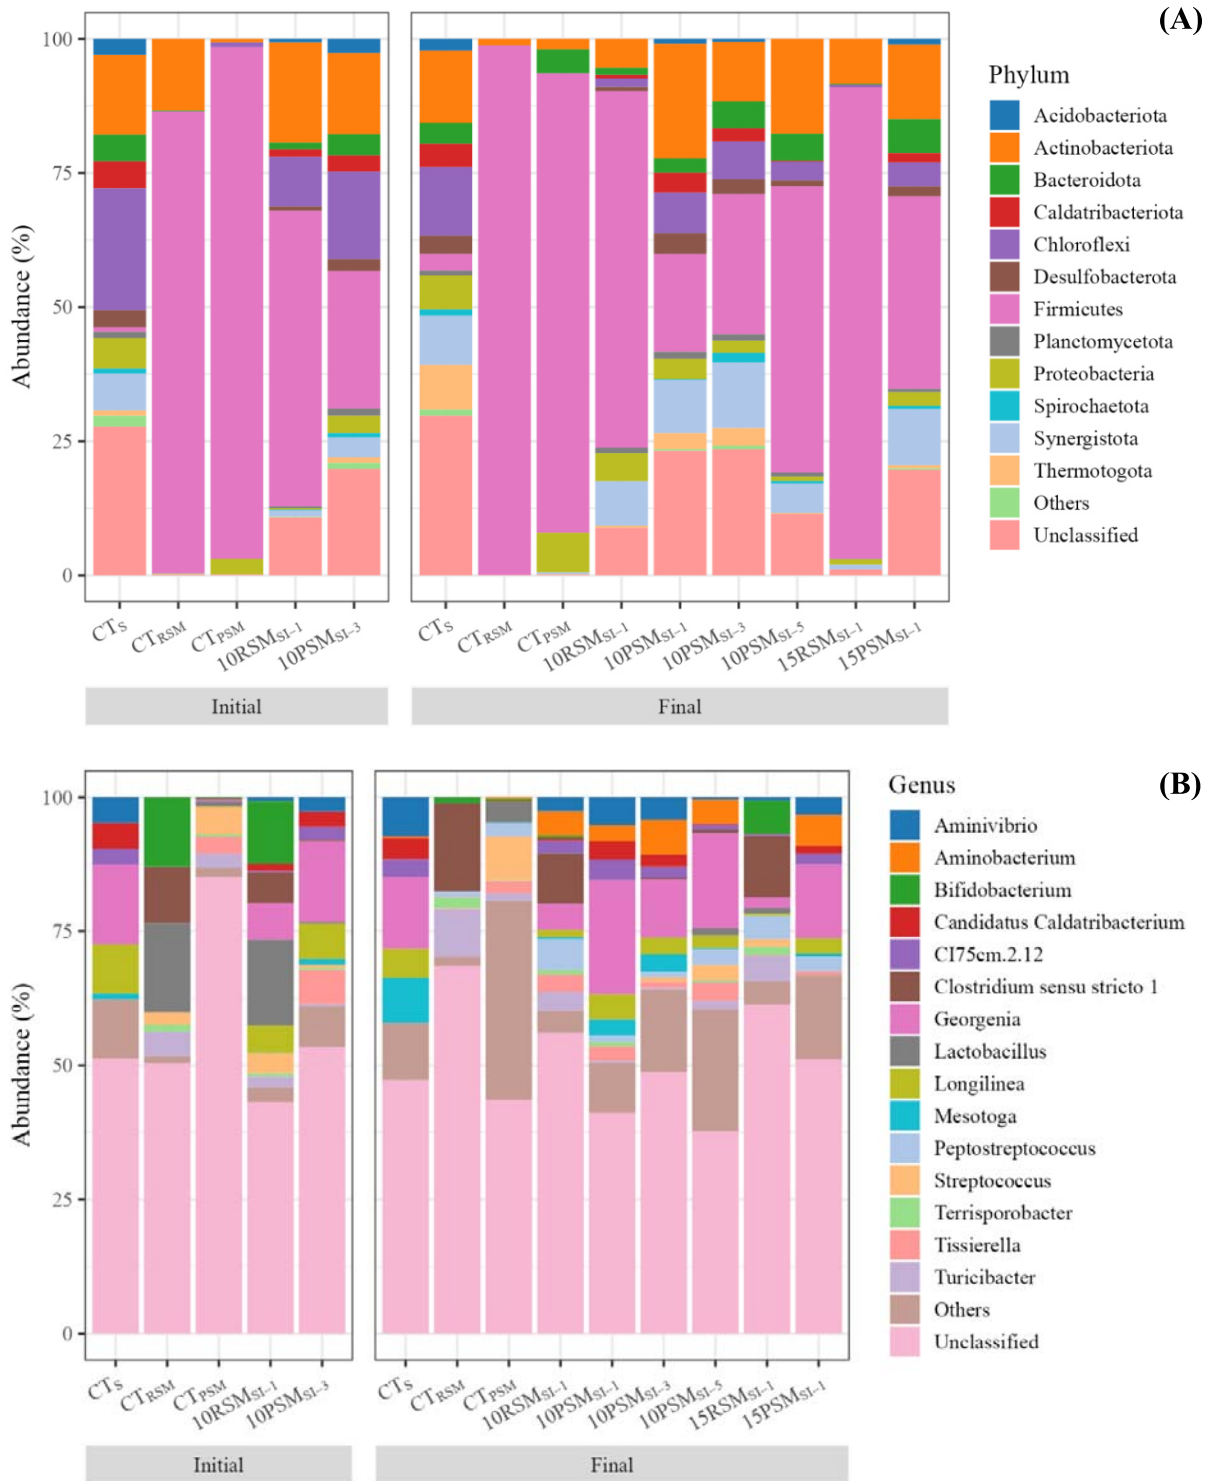 (A)
Abundance (%)
100
75
50
25
0
CTS
CTRSM
CTPSM
10RSMSI-1
10PSMSI-3
CTS
CTRSM
CTPSM
10RSMSI-1
10PSMSI-1
10PSMSI-3
10PSMSI-5
15RSMSI-1
15PSMSI-1
Initial
Final
Phylum
Acidobacteriota
Actinobacteriota
Bacteroidota
Caldatribacteriota
Chloroflexi
Desulfobacterota
Firmicutes
Planctomycetota
Proteobacteria
Spirochaetota
Synergistota
Thermotogota
Others
Unclassified
(B)
Abundance (%)
100
75
50
25
0
CTS
CTRSM
CTPSM
10RSMSI-1
10PSMSI-3
CTS
CTRSM
CTPSM
10RSMSI-1
10PSMSI-1
10PSMSI-3
10PSMSI-5
15RSMSI-1
15PSMSI-1
Initial
Final
Genus
Aminivibrio
Aminobacterium
Bifidobacterium
Candidatus Caldatribacterium
CI75cm.2.12
Clostridium sensu stricto 1
Georgenia
Lactobacillus
Longilinea
Mesotoga
Peptostreptococcus
Streptococcus
Terrisporobacter
Tissierella
Turicibacter
Others
Unclassified